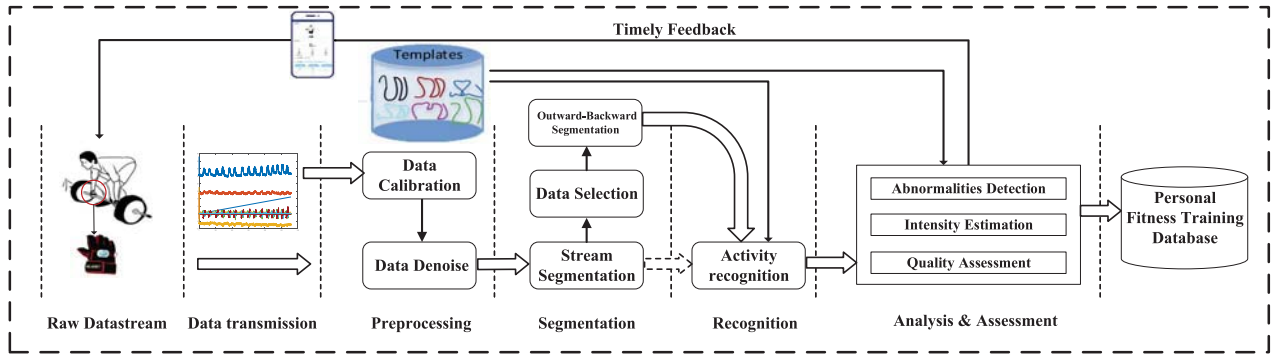 Timely Feedback
Templates
Outward-Backward
Segmentation
Data
Calibration
Data Selection
Data Denoise
Stream
Segmentation
Activity
recognition
Abnormalities Detection
Intensity Estimation
Quality Assessment
Personal
Fitness Training
Database
Raw Datastream
Data transmission
Preprocessing
Segmentation
Recognition
Analysis & Assessment